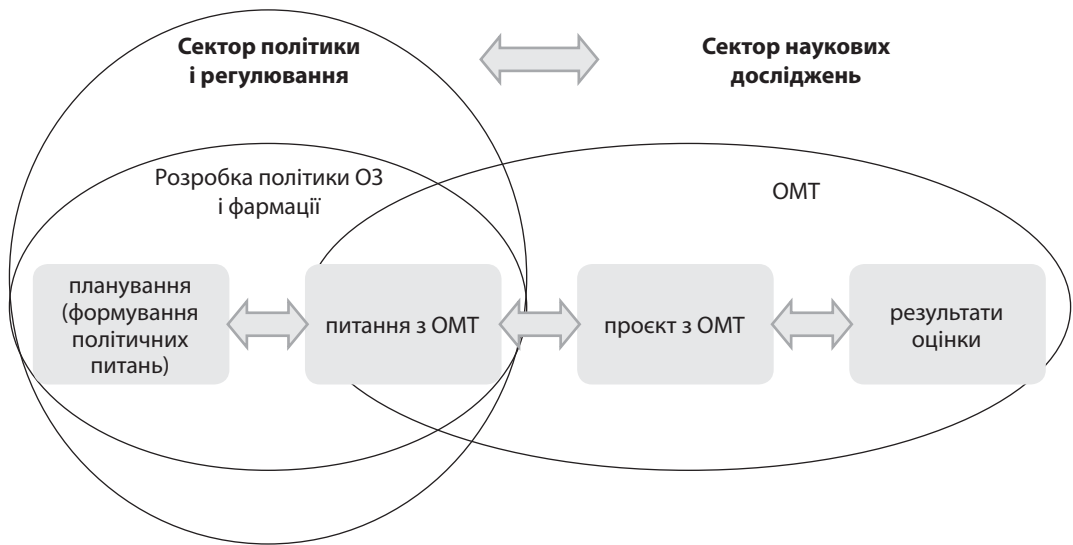 Сектор політики
і регулювання
Сектор наукових
досліджень
Розробка політики ОЗ
і фармації
ОМТ
планування
(формування
політичних
питань)
питання з ОМТ
проєкт з ОМТ
результати
оцінки